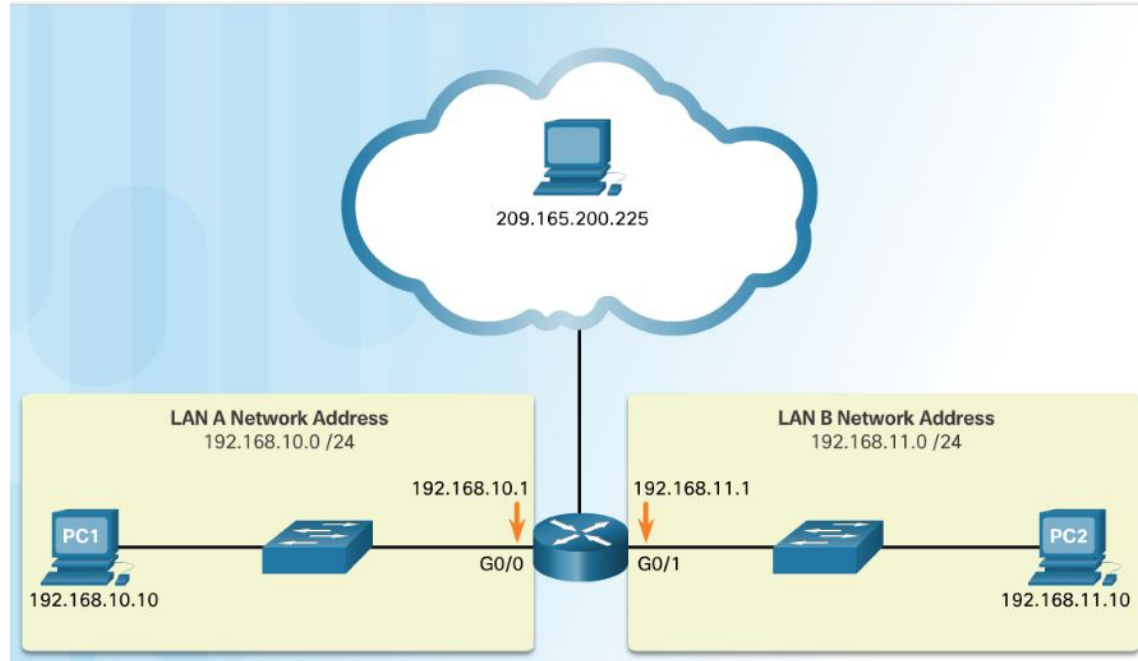 209.165.200.225
LAN A Network Address
192.168.10.0 /24
LAN B Network Address
192.168.11.0 /24
192.168.10.1
192.168.11.1
PC1
G0/0
G0/1
PC2
192.168.10.10
192.168.11.10